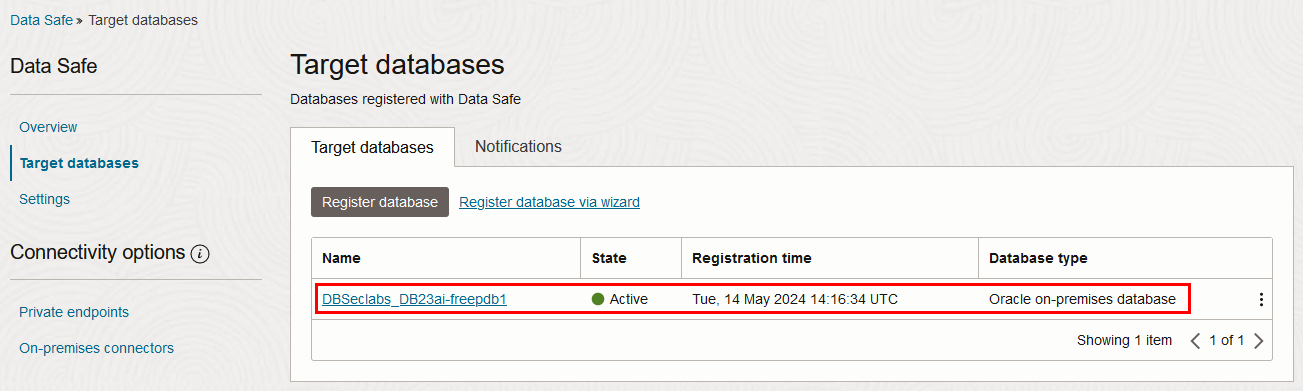 Data Safe » Target databases
Data Safe
Overview
Target databases
Settings
Connectivity options
Private endpoints
On-premises connectors
Target databases
Databases registered with Data Safe
Target databases Notifications
Register database Register database via wizard
Name State Registration time Database type
DBSeclabs_DB23ai-freepdb1 Active Tue, 14 May 2024 14:16:34 UTC Oracle on-premises database
Showing 1 item 1 of 1